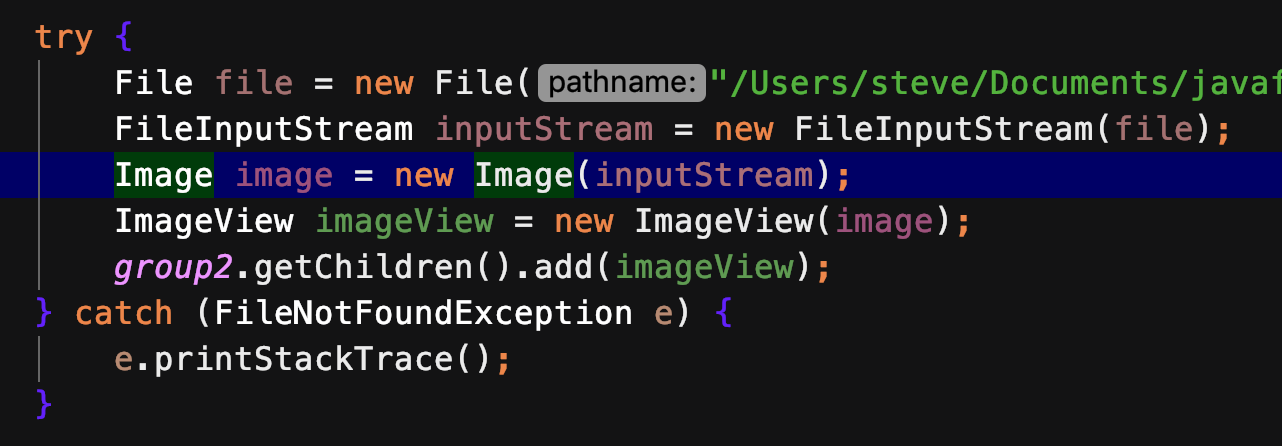 try {
File file = new File( pathname: "/Users/steve/Documents/javaf
FileInputStream inputStream = new FileInputStream(file);
Image image = new Image(inputStream);
ImageView imageView = new ImageView(image);
group2.getChildren().add(imageView);
} catch (FileNotFoundException e) {
e.printStackTrace();
}